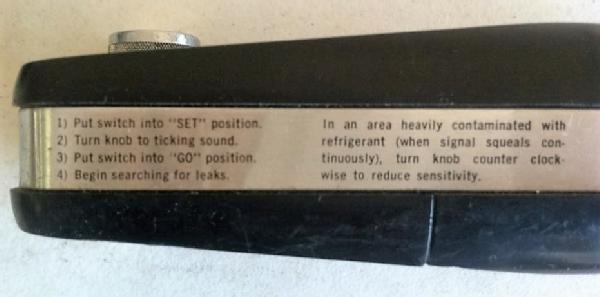 1) Put switch into "SET" position.
2) Turn knob to ticking sound.
3) Put switch into "GO" position.
4) Begin searching for leaks.
In an area heavily contaminated with
refrigerant (when signal squeals con-
tinuously), turn knob counter clock-
wise to reduce sensitivity.